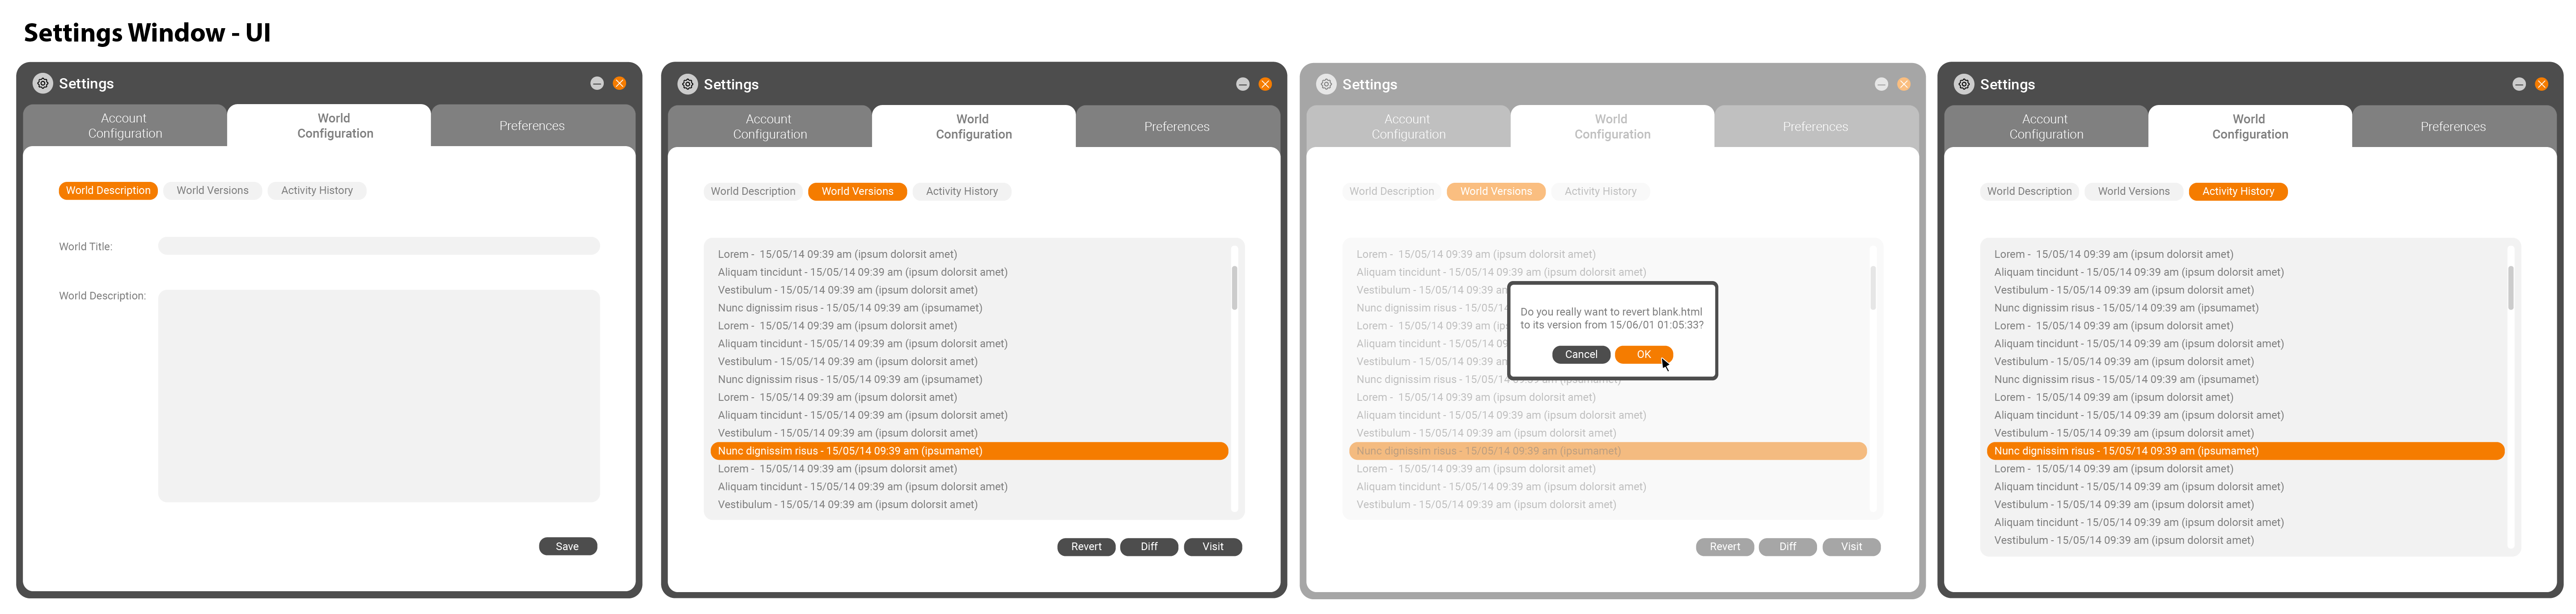 Settings Window - UI
Settings
Account
Configuration
World
Configuration
Preferences
World Description
World Versions
Activity History
World Title:
World Description:
Save
Settings
Account
Configuration
World
Configuration
Preferences
World Description
World Versions
Activity History
Lorem -  15/05/14 09:39 am (ipsum dolorsit amet)
Aliquam tincidunt - 15/05/14 09:39 am (ipsum dolorsit amet)
Vestibulum - 15/05/14 09:39 am (ipsum dolorsit amet)
Nunc dignissim risus - 15/05/14 09:39 am (ipsumamet)
Lorem -  15/05/14 09:39 am (ipsum dolorsit amet)
Aliquam tincidunt - 15/05/14 09:39 am (ipsum dolorsit amet)
Vestibulum - 15/05/14 09:39 am (ipsum dolorsit amet)
Nunc dignissim risus - 15/05/14 09:39 am (ipsumamet)
Lorem -  15/05/14 09:39 am (ipsum dolorsit amet)
Aliquam tincidunt - 15/05/14 09:39 am (ipsum dolorsit amet)
Vestibulum - 15/05/14 09:39 am (ipsum dolorsit amet)
Nunc dignissim risus - 15/05/14 09:39 am (ipsumamet)
Lorem -  15/05/14 09:39 am (ipsum dolorsit amet)
Aliquam tincidunt - 15/05/14 09:39 am (ipsum dolorsit amet)
Vestibulum - 15/05/14 09:39 am (ipsum dolorsit amet)
Revert
Diff
Visit
Settings
Account
Configuration
World
Configuration
Preferences
World Description
World Versions
Activity History
Lorem -  15/05/14 09:39 am (ipsum dolorsit amet)
Aliquam tincidunt - 15/05/14 09:39 am (ipsum dolorsit amet)
Vestibulum - 15/05/14 09:39 am
Nunc dignissim risus - 15/05/14
Lorem -  15/05/14 09:39 am
Aliquam tincidunt - 15/05/14 09:39
Vestibulum - 15/05/14 09:39 am
Nunc dignissim risus - 15/05/14 09:39 am (ipsumamet)
Lorem -  15/05/14 09:39 am (ipsum dolorsit amet)
Aliquam tincidunt - 15/05/14 09:39 am (ipsum dolorsit amet)
Vestibulum - 15/05/14 09:39 am (ipsum dolorsit amet)
Nunc dignissim risus - 15/05/14 09:39 am (ipsumamet)
Lorem -  15/05/14 09:39 am (ipsum dolorsit amet)
Aliquam tincidunt - 15/05/14 09:39 am (ipsum dolorsit amet)
Vestibulum - 15/05/14 09:39 am (ipsum dolorsit amet)
Do you really want to revert blank.html
to its version from 15/06/01 01:05:33?
Cancel
OK
Revert
Diff
Visit
Settings
Account
Configuration
World
Configuration
Preferences
World Description
World Versions
Activity History
Lorem -  15/05/14 09:39 am (ipsum dolorsit amet)
Aliquam tincidunt - 15/05/14 09:39 am (ipsum dolorsit amet)
Vestibulum - 15/05/14 09:39 am (ipsum dolorsit amet)
Nunc dignissim risus - 15/05/14 09:39 am (ipsumamet)
Lorem -  15/05/14 09:39 am (ipsum dolorsit amet)
Aliquam tincidunt - 15/05/14 09:39 am (ipsum dolorsit amet)
Vestibulum - 15/05/14 09:39 am (ipsum dolorsit amet)
Nunc dignissim risus - 15/05/14 09:39 am (ipsumamet)
Lorem -  15/05/14 09:39 am (ipsum dolorsit amet)
Aliquam tincidunt - 15/05/14 09:39 am (ipsum dolorsit amet)
Vestibulum - 15/05/14 09:39 am (ipsum dolorsit amet)
Nunc dignissim risus - 15/05/14 09:39 am (ipsumamet)
Lorem -  15/05/14 09:39 am (ipsum dolorsit amet)
Aliquam tincidunt - 15/05/14 09:39 am (ipsum dolorsit amet)
Vestibulum - 15/05/14 09:39 am (ipsum dolorsit amet)
Aliquam tincidunt - 15/05/14 09:39 am (ipsum dolorsit amet)
Vestibulum - 15/05/14 09:39 am (ipsum dolorsit amet)